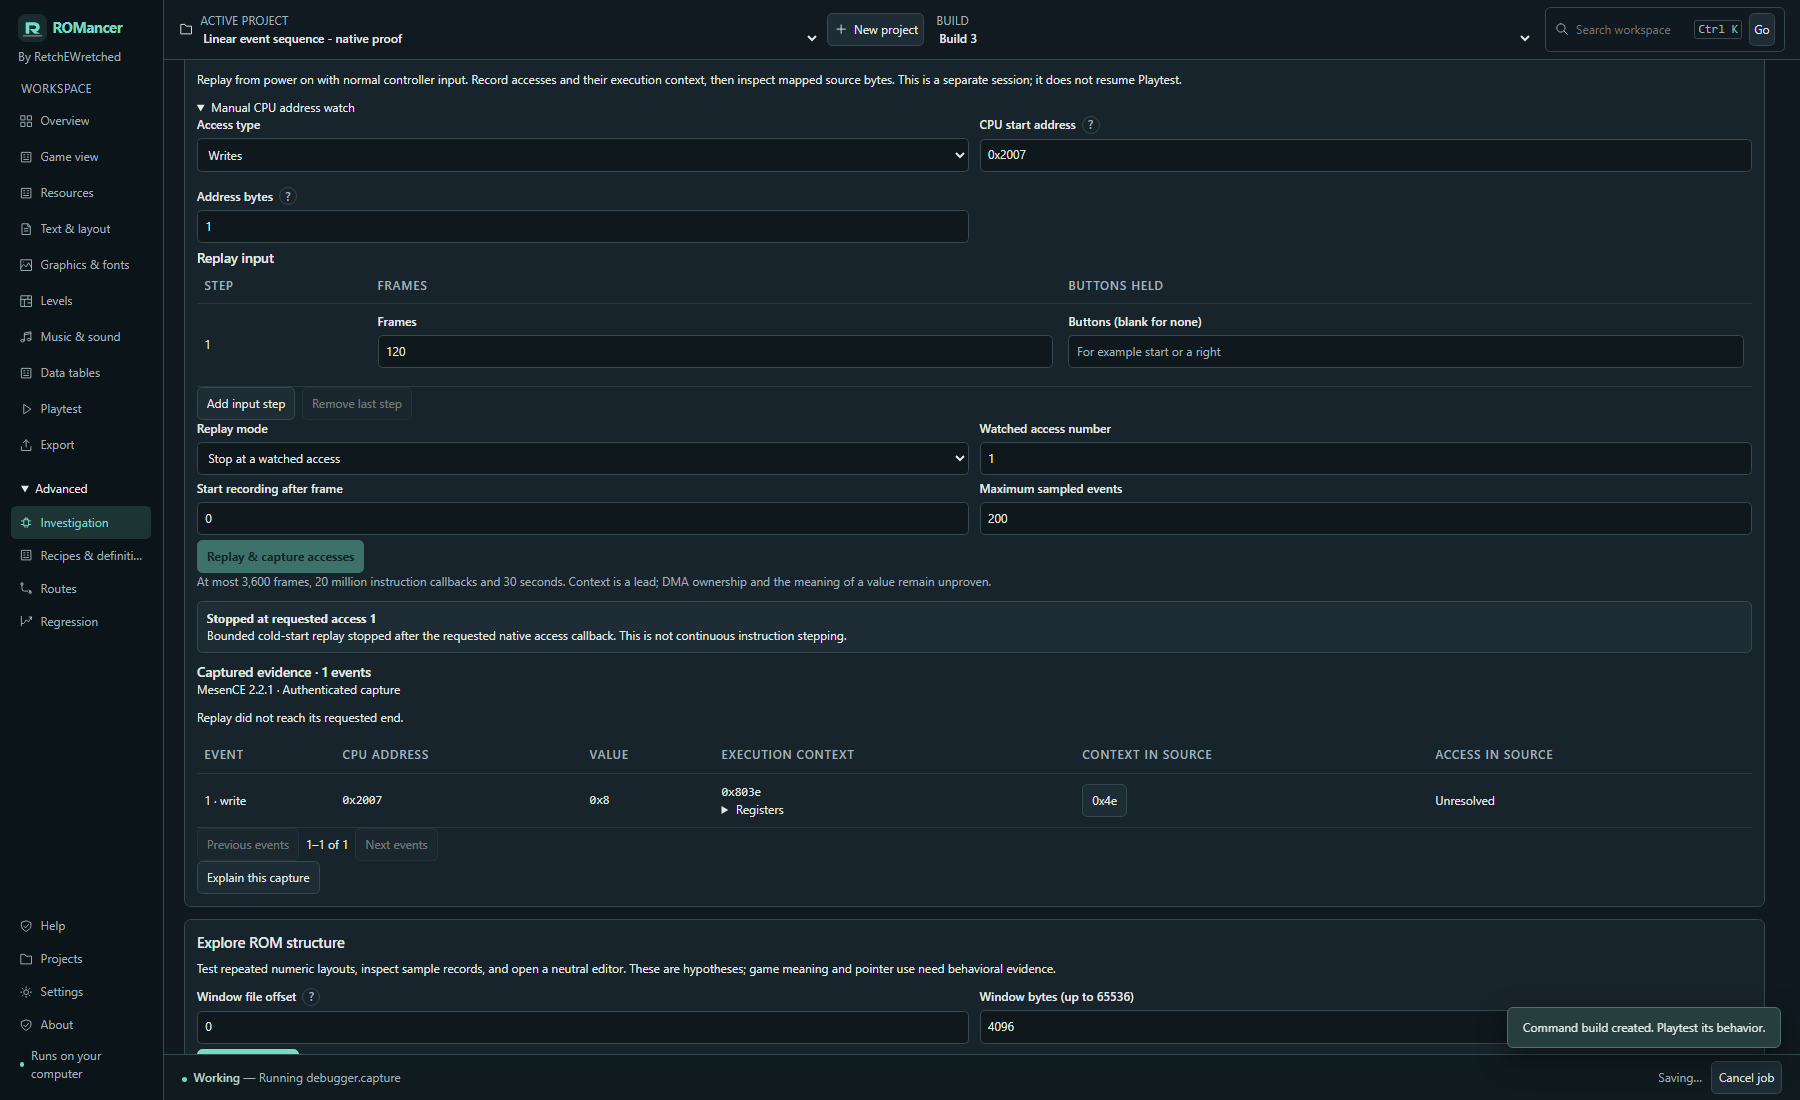 ROMancer
By RetchEWretched
WORKSPACE
Overview
Game view
Resources
Text & layout
Graphics & fonts
Levels
Music & sound
Data tables
Playtest
Export
Advanced
Investigation
Recipes & definiti...
Routes
Regression
Help
Projects
Settings
About
Runs on your
computer
ACTIVE PROJECT
Linear event sequence - native proof
New project
BUILD
Build 3
Search workspace
Ctrl K
Go
Replay from power on with normal controller input. Record accesses and their execution context, then inspect mapped source bytes. This is a separate session; it does not resume Playtest.
Manual CPU address watch
Access type
CPU start address ?
Writes
0x2007
Address bytes ?
1
Replay input
STEP FRAMES BUTTONS HELD
Frames
Buttons (blank for none)
1
120
For example start or a right
Add input step
Remove last step
Replay mode
Watched access number
Stop at a watched access
1
Start recording after frame
Maximum sampled events
0
200
Replay & capture accesses
At most 3,600 frames, 20 million instruction callbacks and 30 seconds. Context is a lead; DMA ownership and the meaning of a value remain unproven.
Stopped at requested access 1
Bounded cold-start replay stopped after the requested native access callback. This is not continuous instruction stepping.
Captured evidence · 1 events
MesenCE 2.2.1 · Authenticated capture
Replay did not reach its requested end.
EVENT CPU ADDRESS VALUE EXECUTION CONTEXT CONTEXT IN SOURCE ACCESS IN SOURCE
1 · write 0x2007 0x8 0x803e 0x4e Unresolved
Registers
Previous events 1–1 of 1 Next events
Explain this capture
Explore ROM structure
Test repeated numeric layouts, inspect sample records, and open a neutral editor. These are hypotheses; game meaning and pointer use need behavioral evidence.
Window file offset ?
Window bytes (up to 65536)
0
4096
Command build created. Playtest its behavior.
Working — Running debugger.capture
Saving...
Cancel job